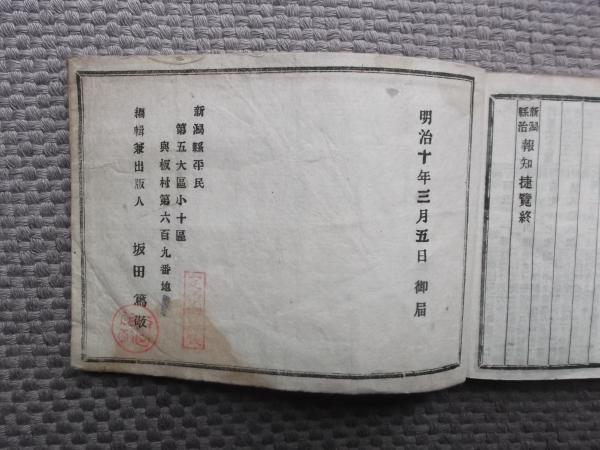 新潟縣治報知捷覽終
明治十年三月五日 御届
新潟縣平民
第五大區小十區
與板村第六百九番地
編輯兼出版人 坂田